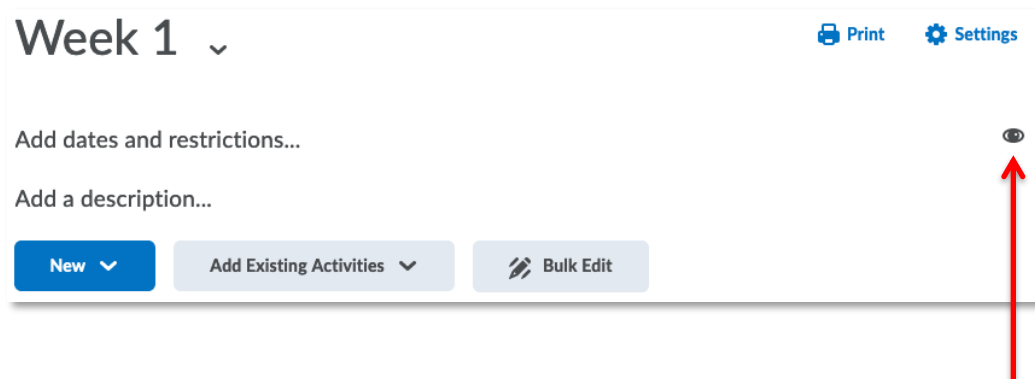 Week 1
Print
Settings
Add dates and restrictions...
Add a description...
New
Add Existing Activities
Bulk Edit